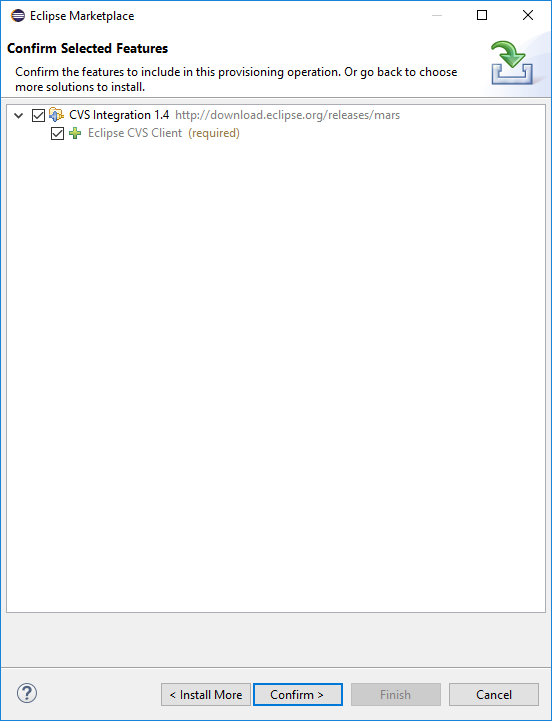 Eclipse Marketplace
Confirm Selected Features
Confirm the features to include in this provisioning operation. Or go back to choose
more solutions to install.
CVS Integration 1.4 http://download.eclipse.org/releases/mars
Eclipse CVS Client (required)
?
< Install More Confirm > Finish Cancel